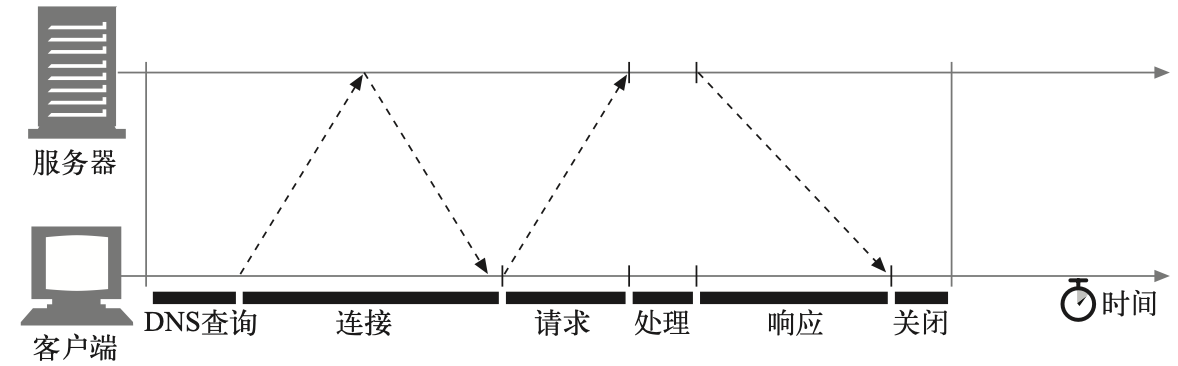 服务器
客户端
DNS查询
连接
请求
处理
响应
关闭
时间